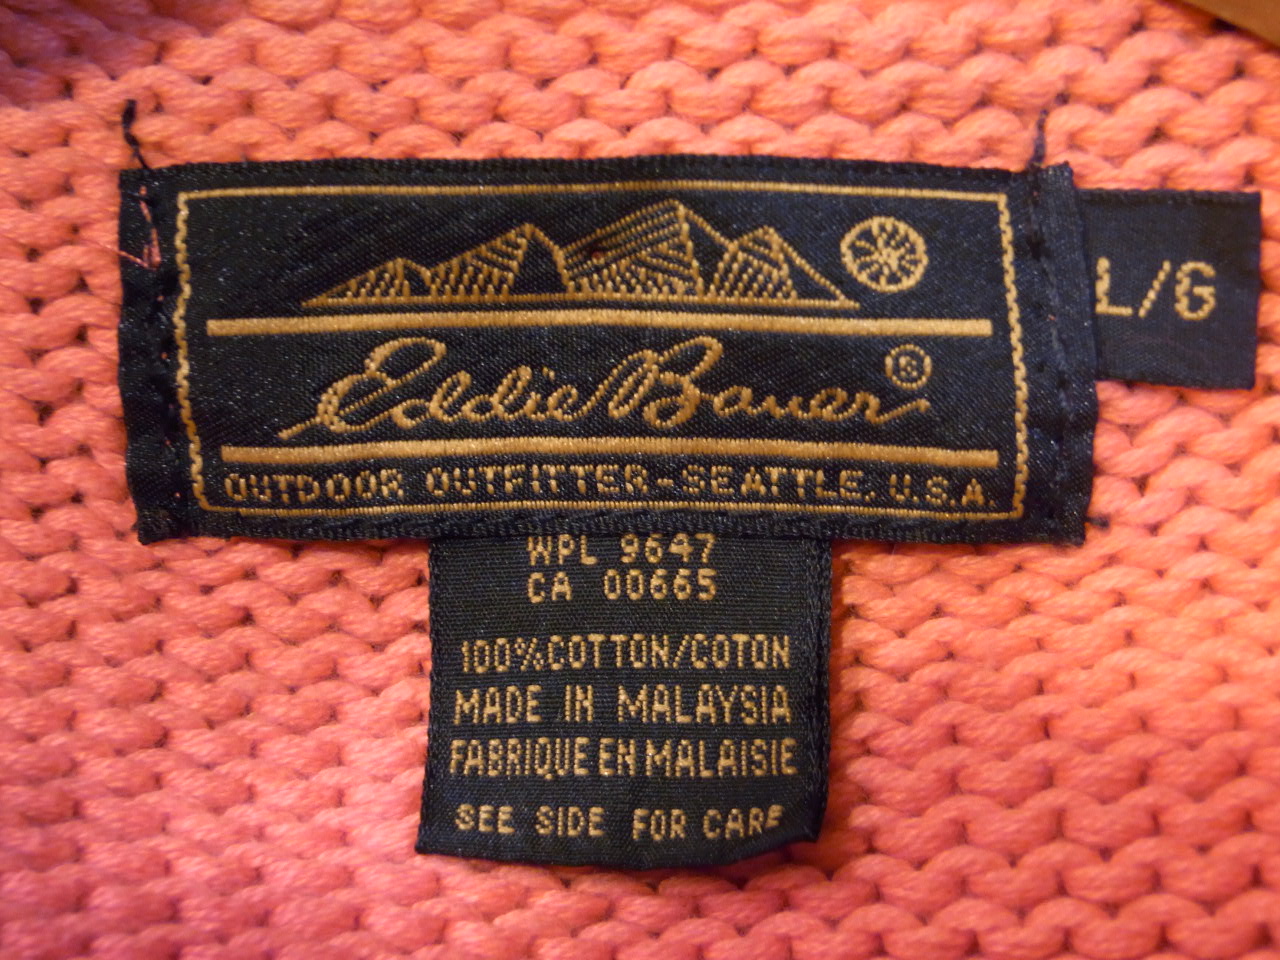 Eddie Bauer®
OUTDOOR OUTFITTER-SEATTLE, U.S.A.
L/G
WPL 9647
CA 00665
100%COTTON/COTON
MADE IN MALAYSIA
FABRIQUE EN MALAISIE
SEE SIDE FOR CARE